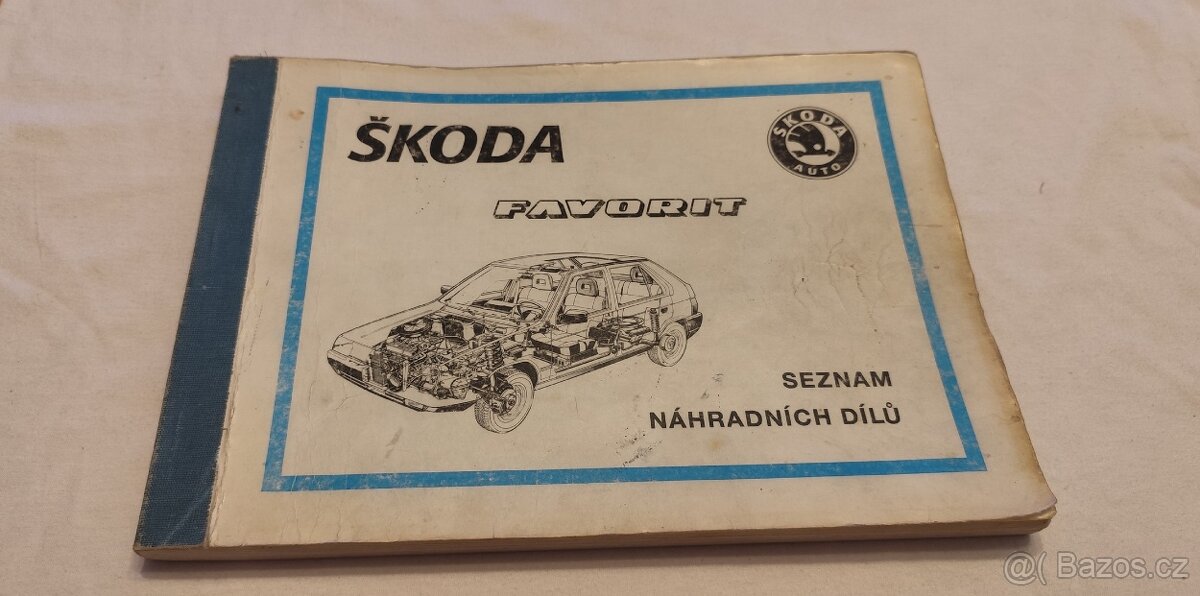 ŠKODA
ŠKODA
AUTO
FAVORIT
SEZNAM
NÁHRADNÍCH DÍLŮ
@( Bazos.cz